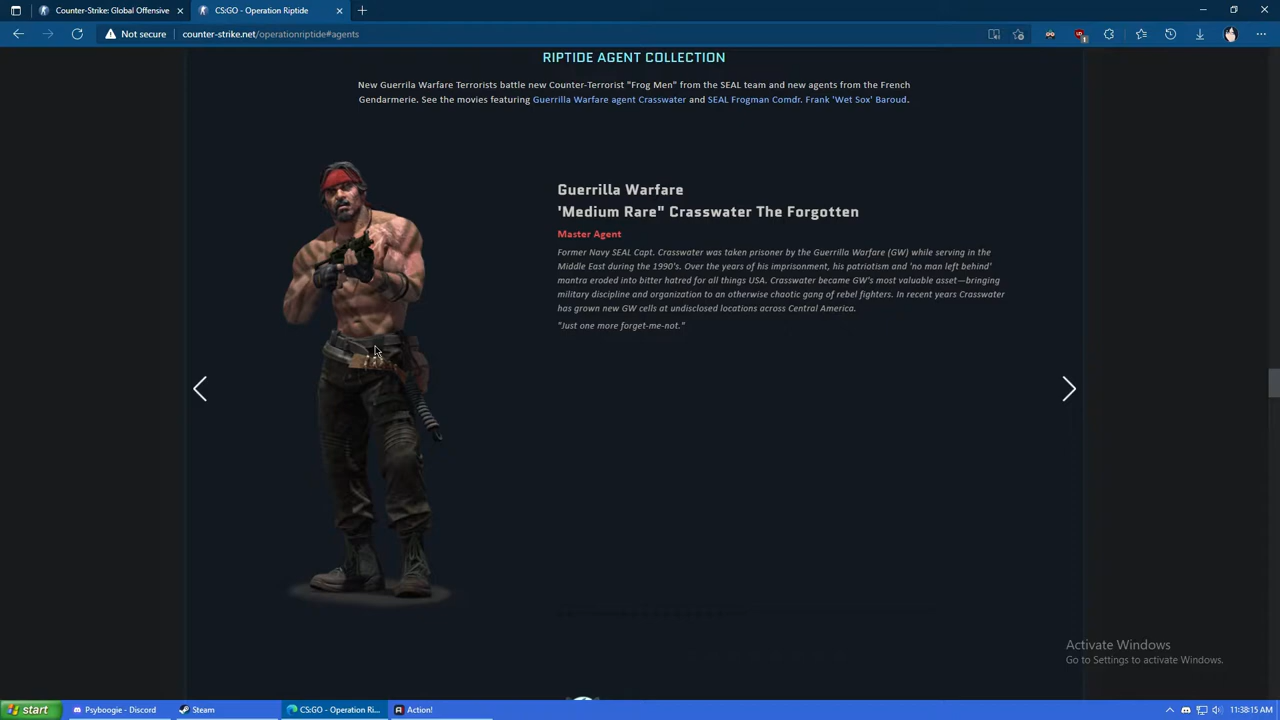 Counter-Strike: Global Offensive
CS:GO - Operation Riptide
Not secure
counter-strike.net/operationriptide#agents
1
RIPTIDE AGENT COLLECTION
New Guerrila Warfare Terrorists battle new Counter-Terrorist "Frog Men" from the SEAL team and new agents from the French
Gendarmerie. See the movies featuring Guerrilla Warfare agent Crasswater and SEAL Frogman Comdr. Frank 'Wet Sox' Baroud.
Guerrilla Warfare
'Medium Rare" Crasswater The Forgotten
Master Agent
Former Navy SEAL Capt. Crasswater was taken prisoner by the Guerrilla Warfare (GW) while serving in the
Middle East during the 1990's. Over the years of his imprisonment, his patriotism and 'no man left behind'
mantra eroded into bitter hatred for all things USA. Crasswater became GW's most valuable asset—bringing
military discipline and organization to an otherwise chaotic gang of rebel fighters. In recent years Crasswater
has grown new GW cells at undisclosed locations across Central America.
"Just one more forget-me-not."
Activate Windows
Go to Settings to activate Windows.
start
Psyboogie - Discord
Steam
CS:GO - Operation Ri...
Action!
11:38:15 AM